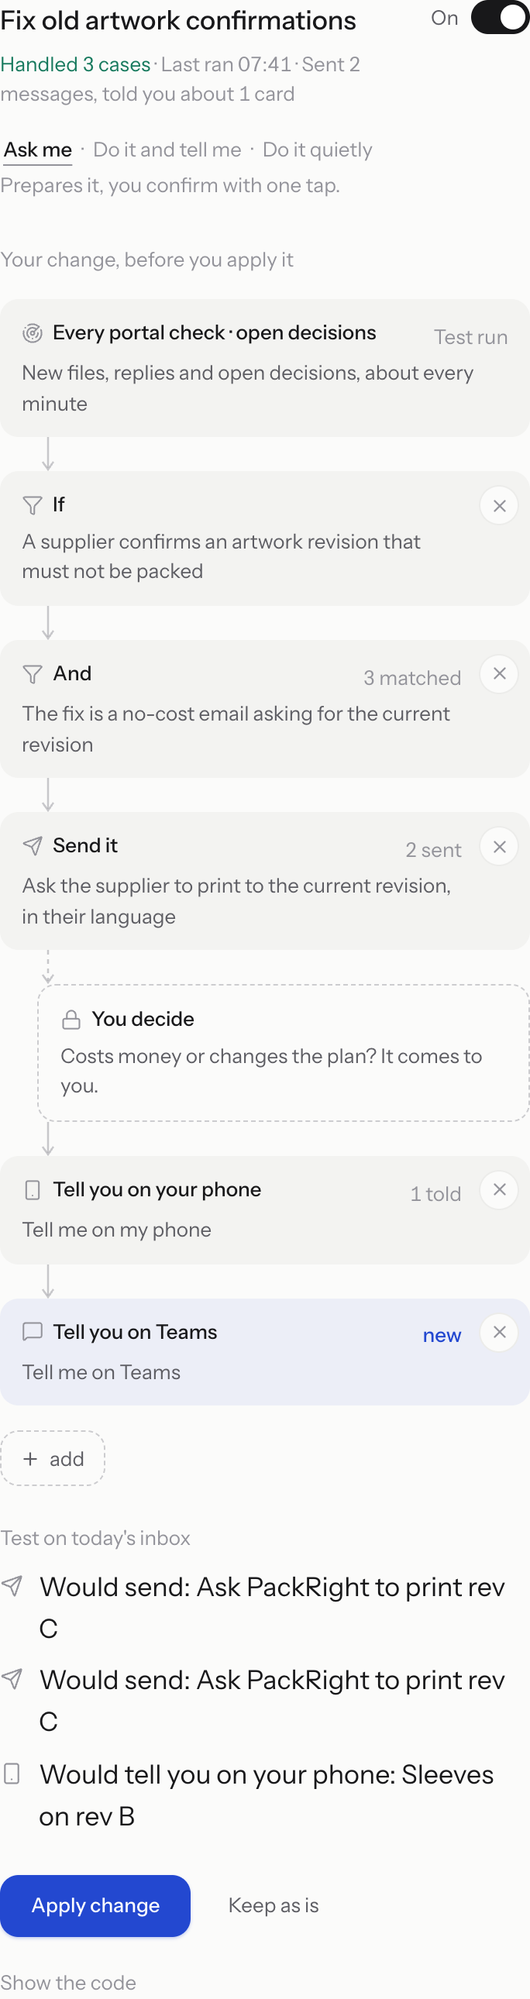 Fix old artwork confirmations
On
Handled 3 cases · Last ran 07:41 · Sent 2
messages, told you about 1 card
Ask me · Do it and tell me · Do it quietly
Prepares it, you confirm with one tap.
Your change, before you apply it
Every portal check · open decisions
Test run
New files, replies and open decisions, about every
minute
If
A supplier confirms an artwork revision that
must not be packed
And
3 matched
The fix is a no-cost email asking for the current
revision
Send it
2 sent
Ask the supplier to print to the current revision,
in their language
You decide
Costs money or changes the plan? It comes to
you.
Tell you on your phone
1 told
Tell me on my phone
Tell you on Teams
new
Tell me on Teams
+ add
Test on today's inbox
Would send: Ask PackRight to print rev
C
Would send: Ask PackRight to print rev
C
Would tell you on your phone: Sleeves
on rev B
Apply change
Keep as is
Show the code